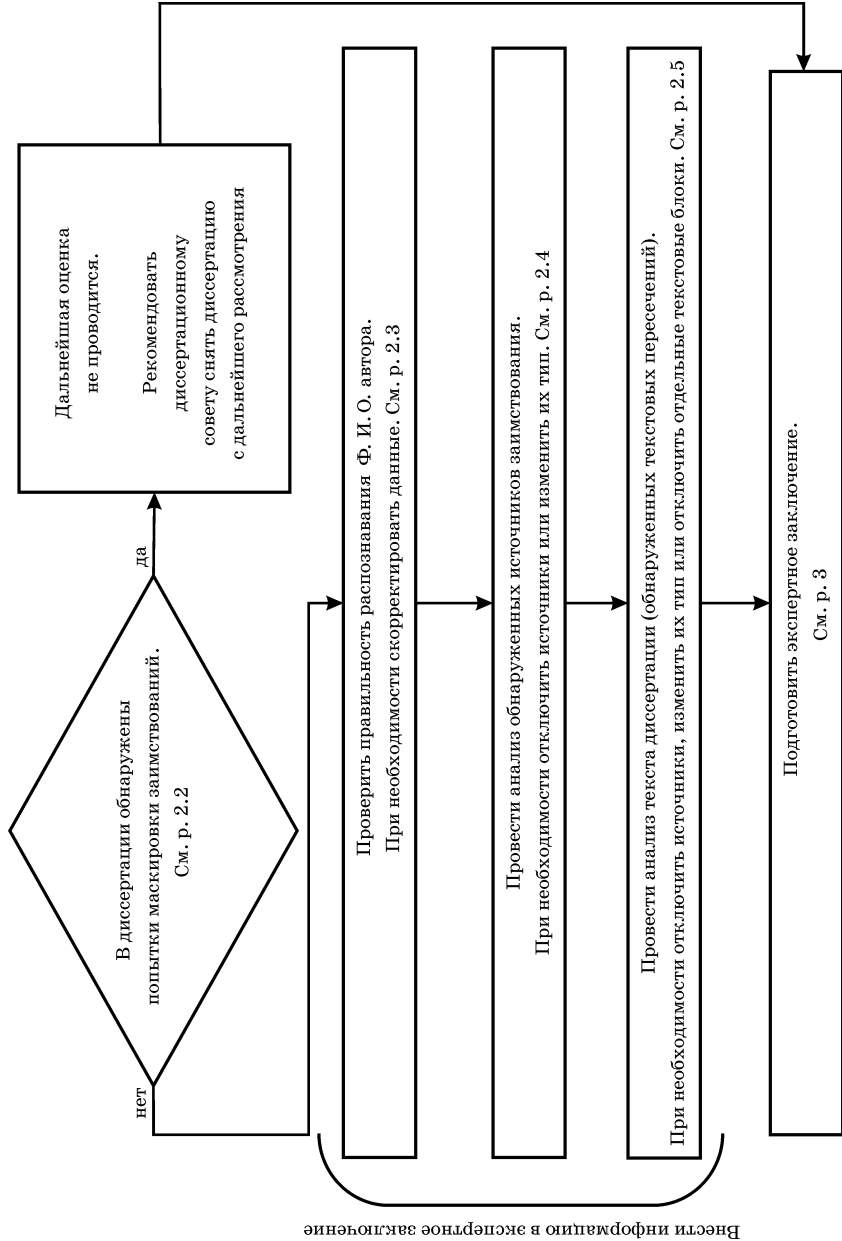 В диссертации обнаружены
попытки маскировки заимствований.
См. р. 2.2
нет
да
Дальнейшая оценка
не проводится.
Рекомендовать
диссертационному
совету снять диссертацию
с дальнейшего рассмотрения
Проверить правильность распознавания Ф. И. О. автора.
При необходимости скорректировать данные. См. р. 2.3
Провести анализ обнаруженных источников заимствования.
При необходимости отключить источники или изменить их тип. См. р. 2.4
Провести анализ текста диссертации (обнаруженных текстовых пересечений).
При необходимости отключить источники, изменить их тип или отключить отдельные текстовые блоки. См. р. 2.5
Подготовить экспертное заключение.
См. р. 3
Внести информацию в экспертное заключение